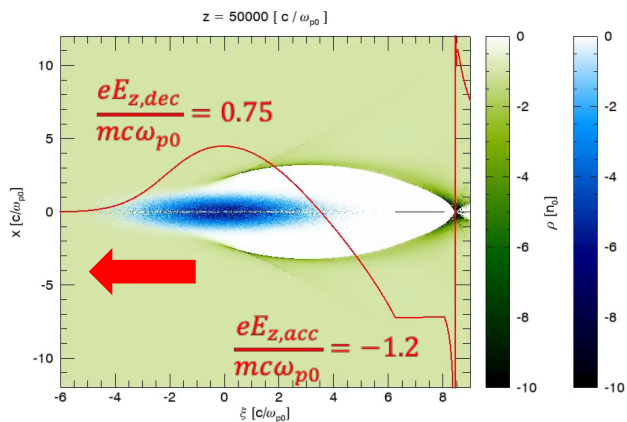 z = 50000 [ c / ω_p0 ]
eE_z,dec / mcω_p0 = 0.75
eE_z,acc / mcω_p0 = −1.2
x [c/ω_p0]
10
5
0
-5
-10
-6 -4 -2 0 2 4 6 8
ξ [c/ω_p0]
0
-2
-4
-6
-8
-10
0
-2
-4
-6
-8
-10
ρ [n_0]